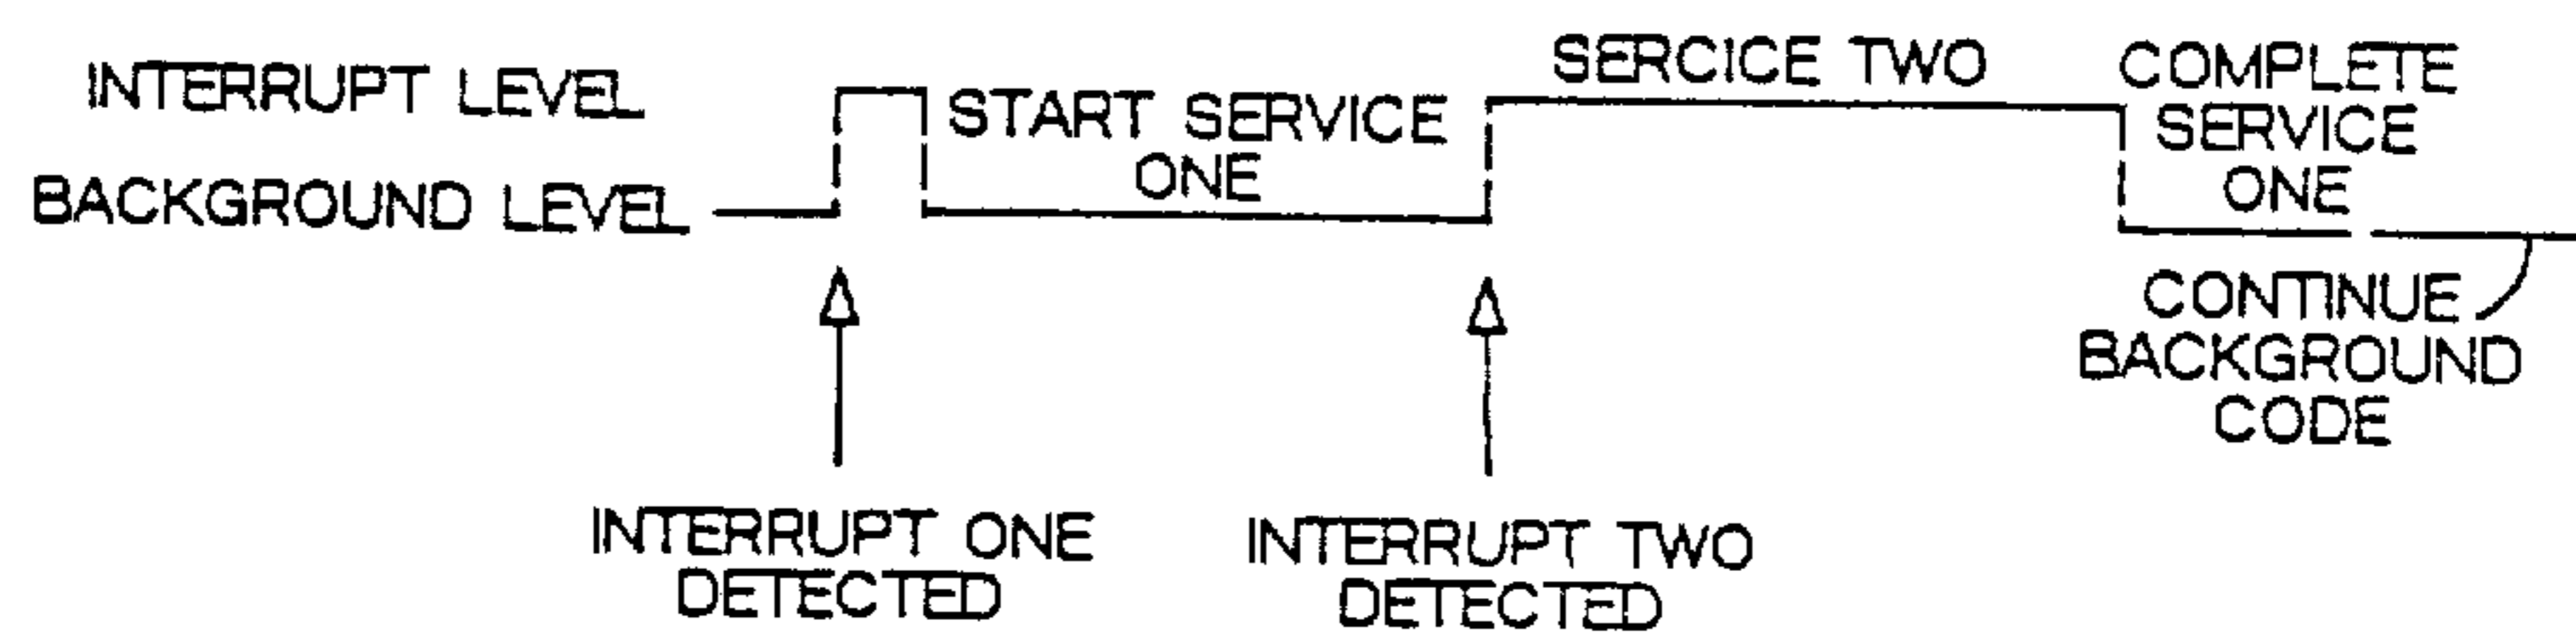 INTERRUPT LEVEL
BACKGROUND LEVEL
START SERVICE
ONE
SERCICE TWO
COMPLETE
SERVICE
ONE
CONTINUE
BACKGROUND
CODE
INTERRUPT ONE
DETECTED
INTERRUPT TWO
DETECTED